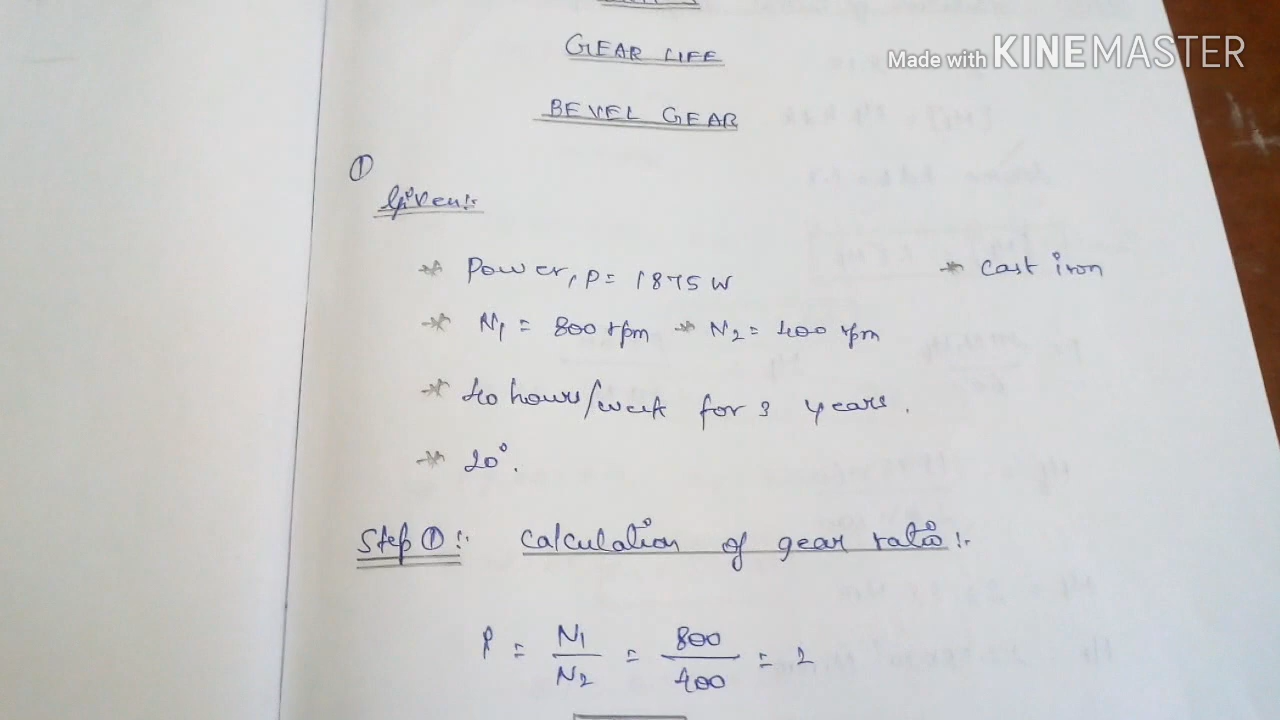 Made with KINEMASTER
GEAR LIFE
BEVEL GEAR
①
Given:-
* Power, P = 1875 W * Cast iron
* N1 = 800 rpm * N2 = 400 rpm
* 40 hours/week for 3 years.
* 20°.
Step ①:- Calculation of gear ratio:-
i = N1/N2 = 800/400 = 2